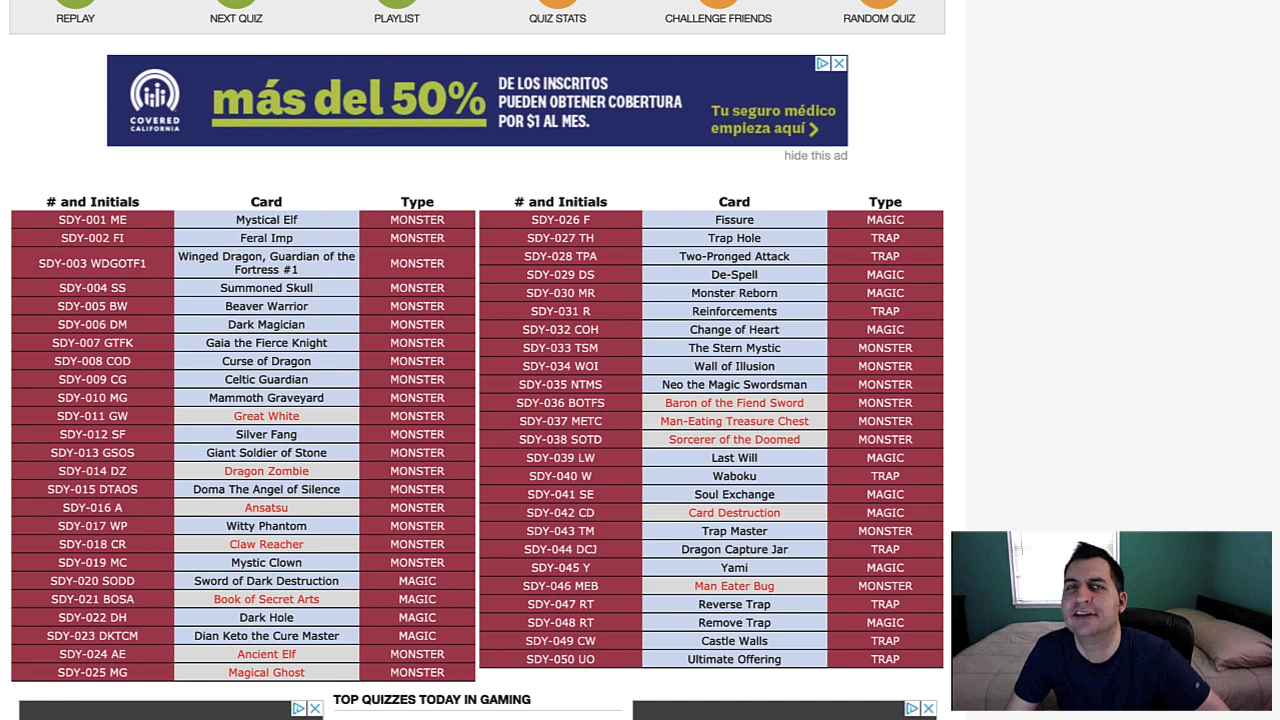 REPLAY NEXT QUIZ PLAYLIST QUIZ STATS CHALLENGE FRIENDS RANDOM QUIZ
COVERED
CALIFORNIA
más del 50%
DE LOS INSCRITOS
PUEDEN OBTENER COBERTURA
POR $1 AL MES.
Tu seguro médico
empieza aquí
hide this ad
# and Initials Card Type
SDY-001 ME Mystical Elf MONSTER
SDY-002 FI Feral Imp MONSTER
SDY-003 WDGOTF1 Winged Dragon, Guardian of the
Fortress #1 MONSTER
SDY-004 SS Summoned Skull MONSTER
SDY-005 BW Beaver Warrior MONSTER
SDY-006 DM Dark Magician MONSTER
SDY-007 GTFK Gaia the Fierce Knight MONSTER
SDY-008 COD Curse of Dragon MONSTER
SDY-009 CG Celtic Guardian MONSTER
SDY-010 MG Mammoth Graveyard MONSTER
SDY-011 GW Great White MONSTER
SDY-012 SF Silver Fang MONSTER
SDY-013 GSOS Giant Soldier of Stone MONSTER
SDY-014 DZ Dragon Zombie MONSTER
SDY-015 DTAOS Doma The Angel of Silence MONSTER
SDY-016 A Ansatsu MONSTER
SDY-017 WP Witty Phantom MONSTER
SDY-018 CR Claw Reacher MONSTER
SDY-019 MC Mystic Clown MONSTER
SDY-020 SODD Sword of Dark Destruction MAGIC
SDY-021 BOSA Book of Secret Arts MAGIC
SDY-022 DH Dark Hole MAGIC
SDY-023 DKTCM Dian Keto the Cure Master MAGIC
SDY-024 AE Ancient Elf MONSTER
SDY-025 MG Magical Ghost MONSTER
# and Initials Card Type
SDY-026 F Fissure MAGIC
SDY-027 TH Trap Hole TRAP
SDY-028 TPA Two-Pronged Attack TRAP
SDY-029 DS De-Spell MAGIC
SDY-030 MR Monster Reborn MAGIC
SDY-031 R Reinforcements TRAP
SDY-032 COH Change of Heart MAGIC
SDY-033 TSM The Stern Mystic MONSTER
SDY-034 WOI Wall of Illusion MONSTER
SDY-035 NTMS Neo the Magic Swordsman MONSTER
SDY-036 BOTFS Baron of the Fiend Sword MONSTER
SDY-037 METC Man-Eating Treasure Chest MONSTER
SDY-038 SOTD Sorcerer of the Doomed MONSTER
SDY-039 LW Last Will MAGIC
SDY-040 W Waboku TRAP
SDY-041 SE Soul Exchange MAGIC
SDY-042 CD Card Destruction MAGIC
SDY-043 TM Trap Master MONSTER
SDY-044 DCJ Dragon Capture Jar TRAP
SDY-045 Y Yami MAGIC
SDY-046 MEB Man Eater Bug MONSTER
SDY-047 RT Reverse Trap TRAP
SDY-048 RT Remove Trap MAGIC
SDY-049 CW Castle Walls TRAP
SDY-050 UO Ultimate Offering TRAP
TOP QUIZZES TODAY IN GAMING